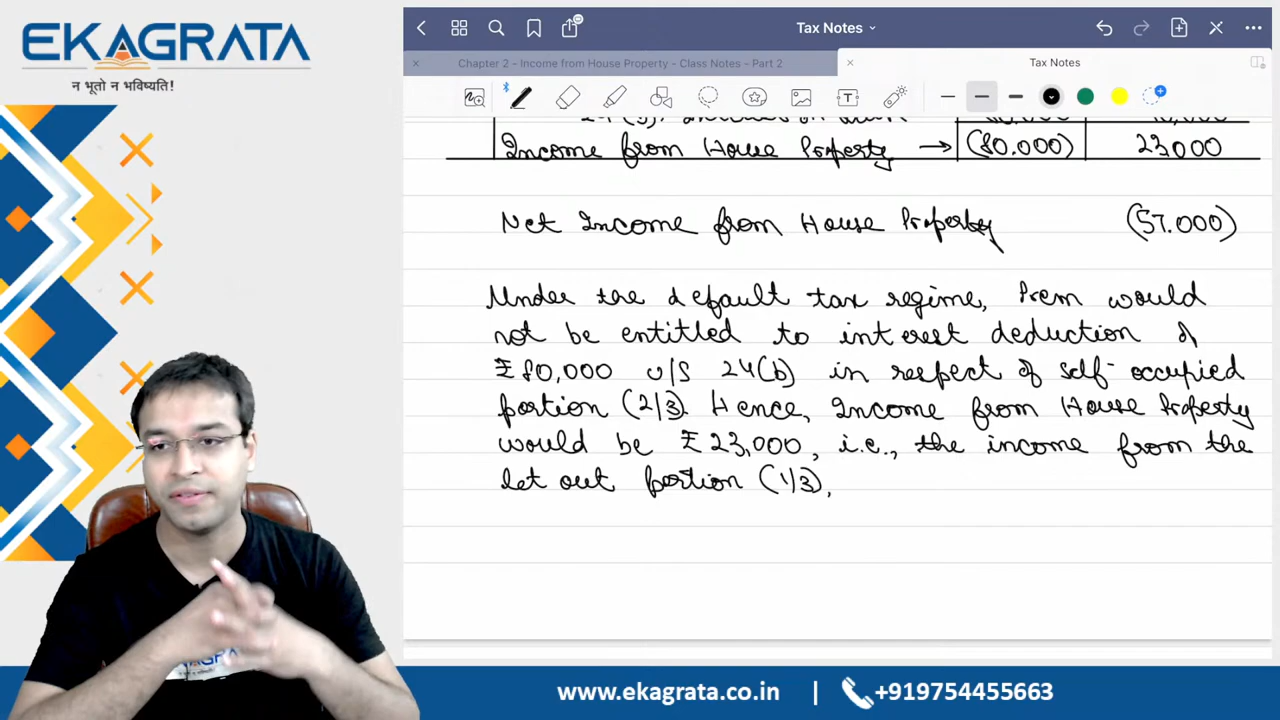 EKAGRATA
न भूतो न भविष्यति!
Tax Notes
Chapter 2 - Income from House Property - Class Notes - Part 2
Tax Notes
Income from House Property → (80.000) 23,000
Net Income from House Property (57.000)
Under the default tax regime, Prem would
not be entitled to interest deduction of
₹80,000 u/s 24(b) in respect of self-occupied
portion (2/3). Hence, Income from House Property
would be ₹23,000, i.e., the income from the
let out portion (1/3).
www.ekagrata.co.in | +919754455663